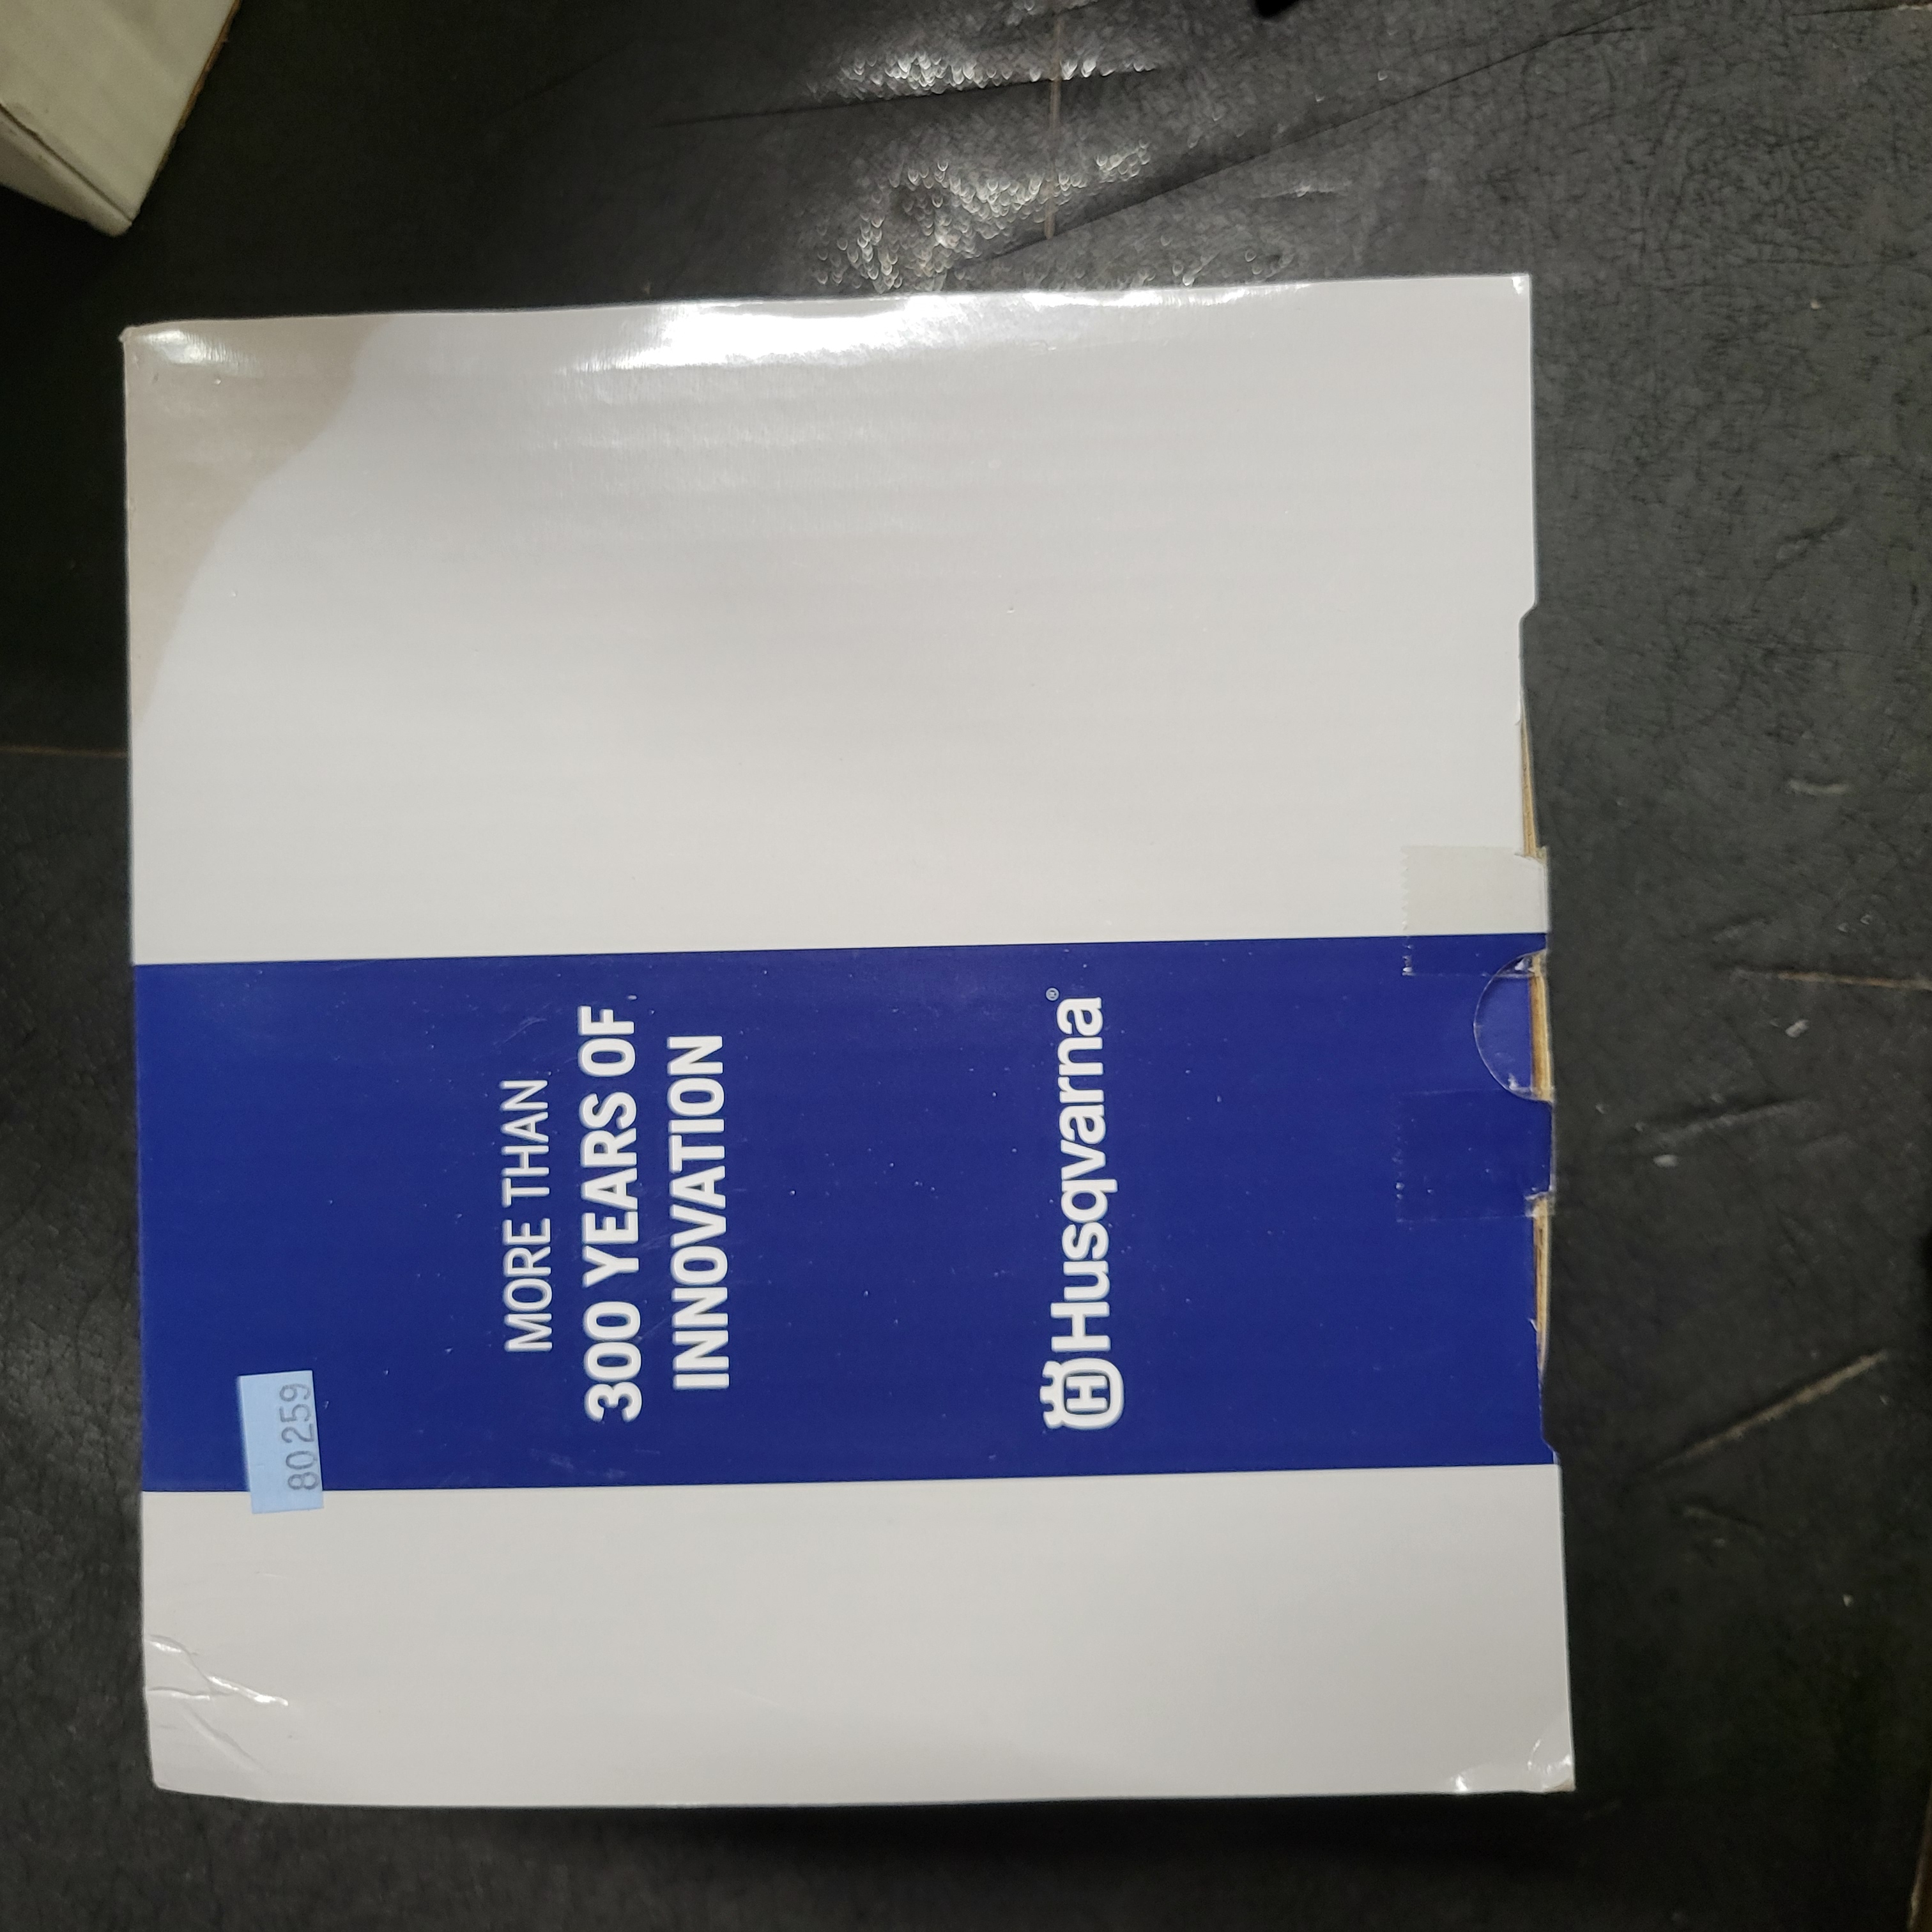 MORE THAN
300 YEARS OF
INNOVATION
Husqvarna®
80259